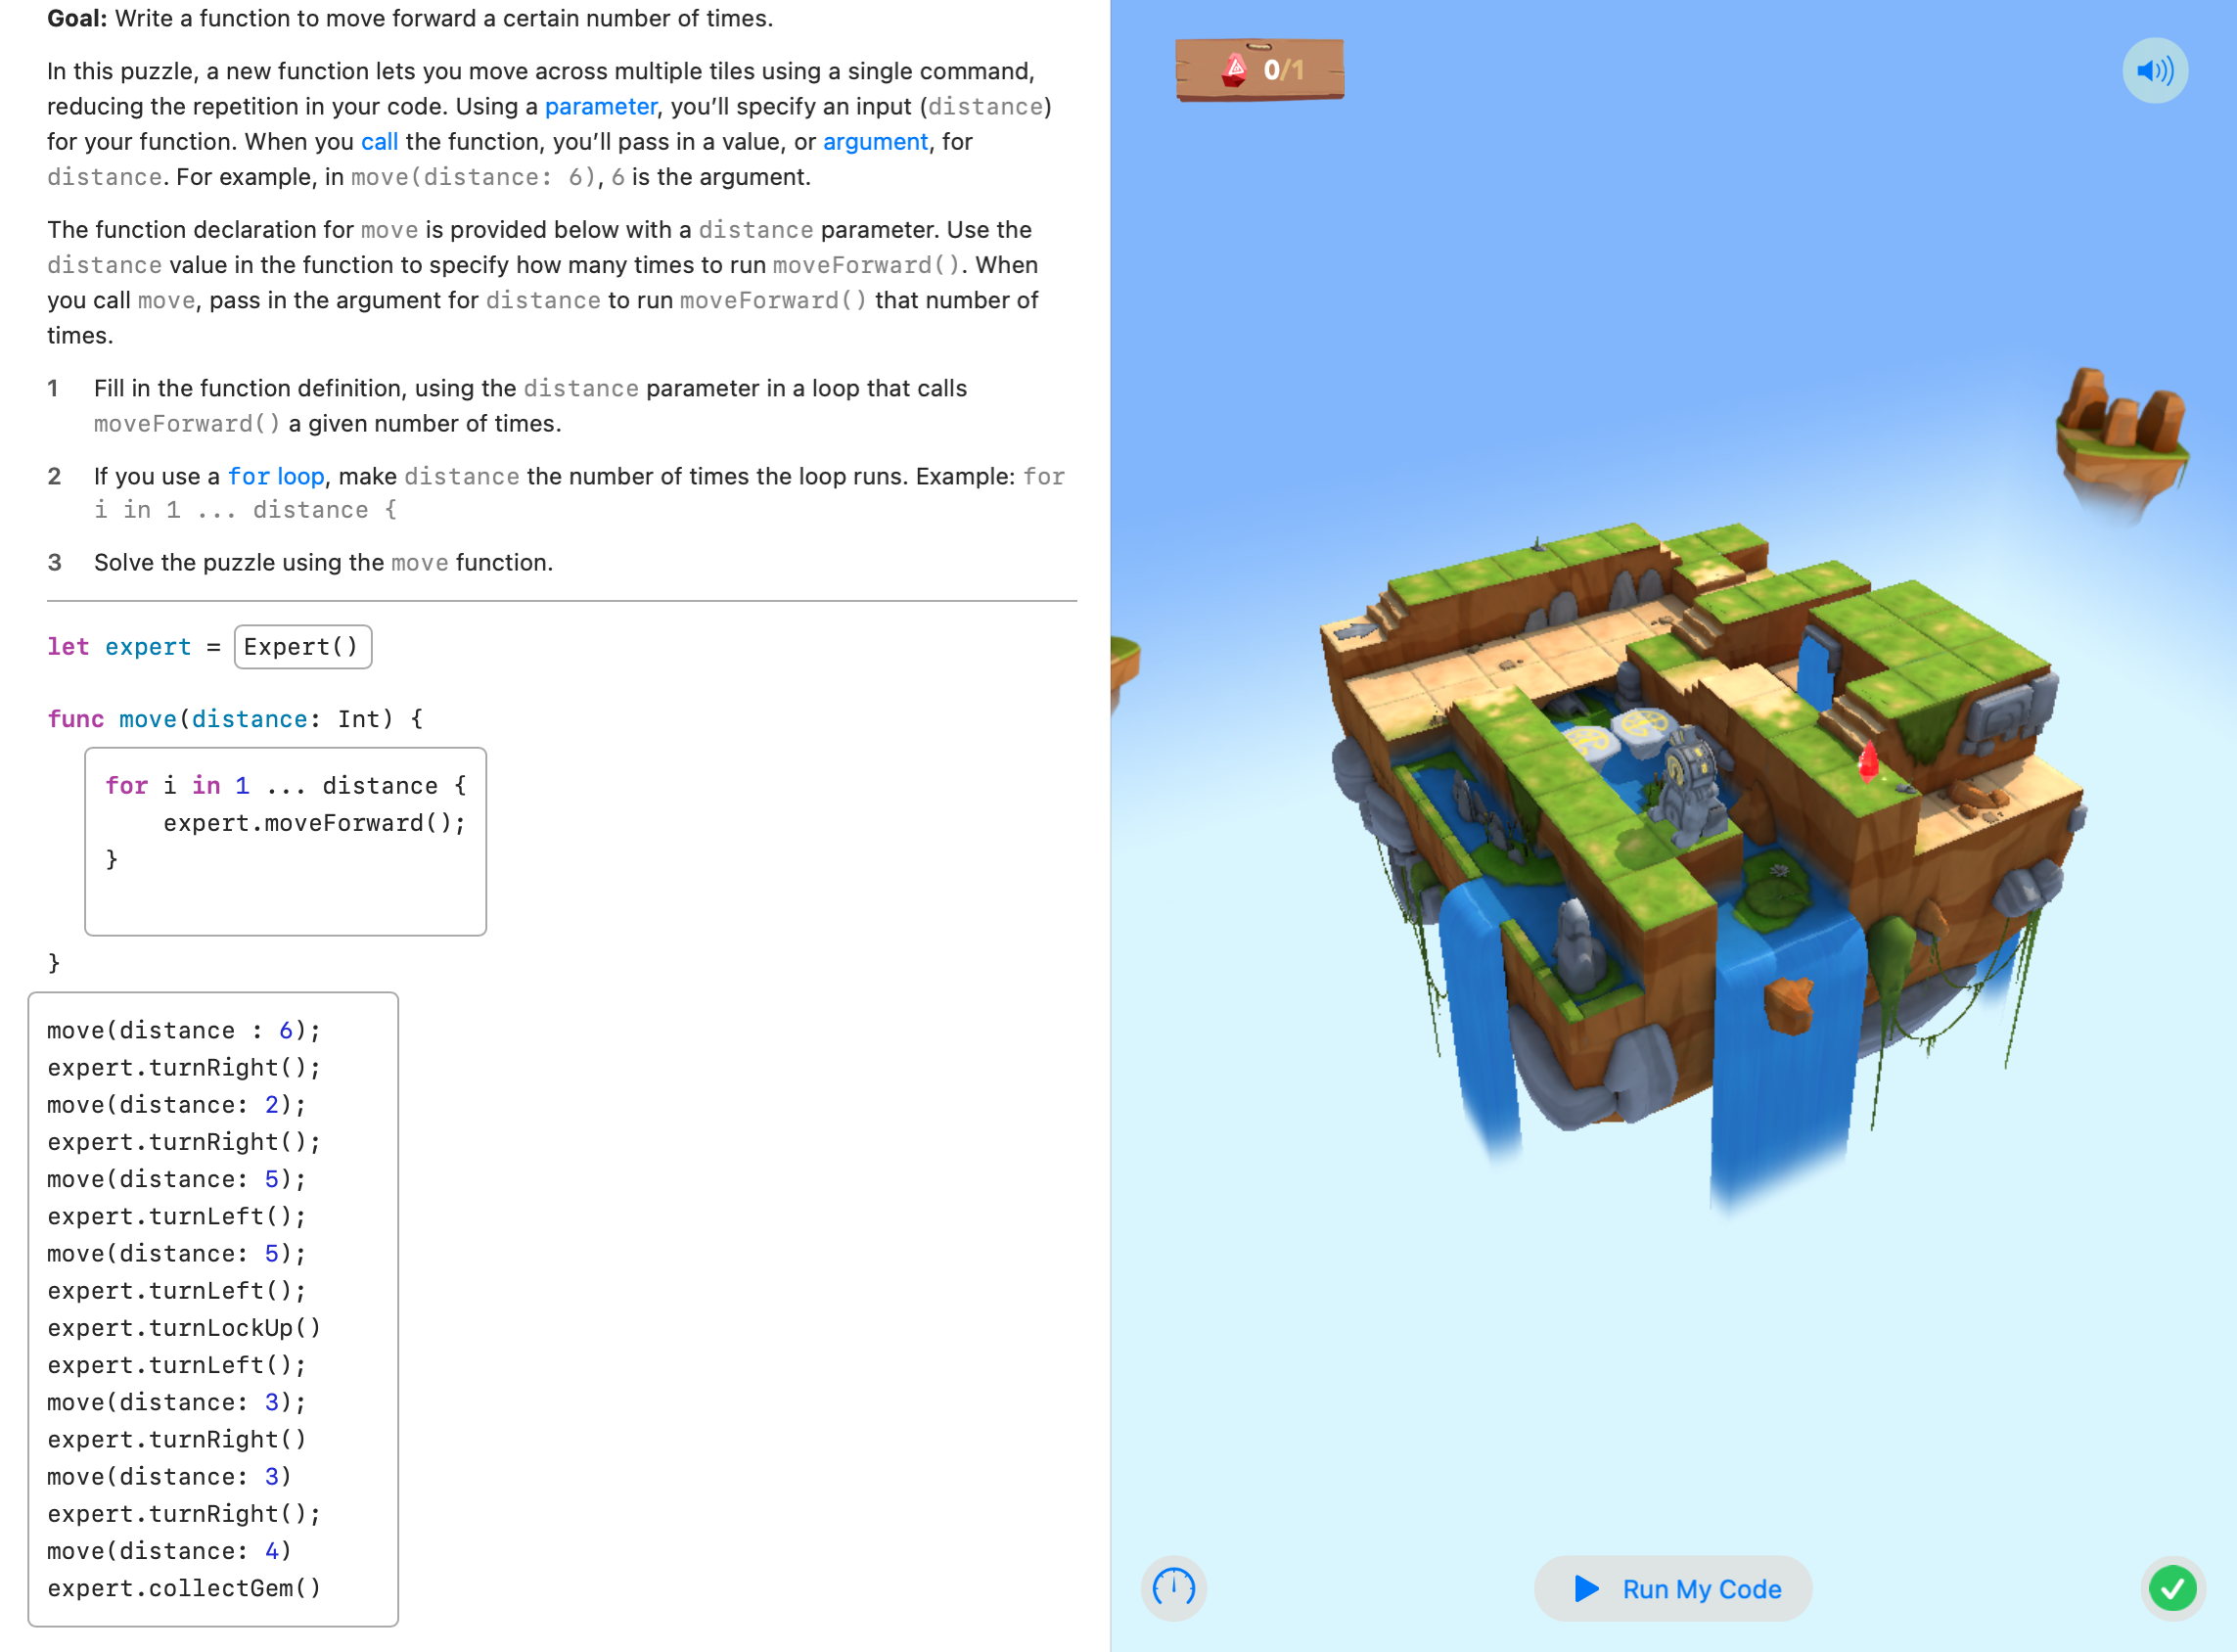 Goal: Write a function to move forward a certain number of times.
In this puzzle, a new function lets you move across multiple tiles using a single command,
reducing the repetition in your code. Using a parameter, you’ll specify an input (distance)
for your function. When you call the function, you’ll pass in a value, or argument, for
distance. For example, in move(distance: 6), 6 is the argument.
The function declaration for move is provided below with a distance parameter. Use the
distance value in the function to specify how many times to run moveForward(). When
you call move, pass in the argument for distance to run moveForward() that number of
times.
1 Fill in the function definition, using the distance parameter in a loop that calls
moveForward() a given number of times.
2 If you use a for loop, make distance the number of times the loop runs. Example: for
i in 1 ... distance {
3 Solve the puzzle using the move function.
let expert = Expert()
func move(distance: Int) {
for i in 1 ... distance {
expert.moveForward();
}
}
move(distance : 6);
expert.turnRight();
move(distance: 2);
expert.turnRight();
move(distance: 5);
expert.turnLeft();
move(distance: 5);
expert.turnLeft();
expert.turnLockUp()
expert.turnLeft();
move(distance: 3);
expert.turnRight()
move(distance: 3)
expert.turnRight();
move(distance: 4)
expert.collectGem()
0/1
Run My Code